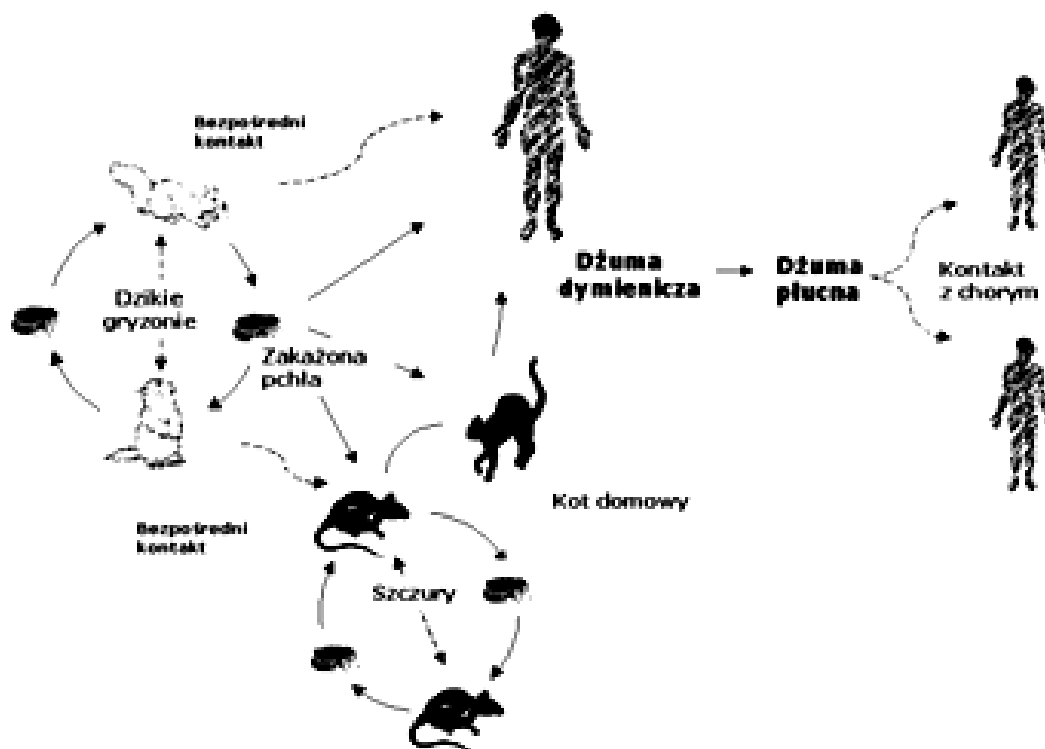 Bezpośredni
kontakt
Dzikie
gryzonie
Zakażona
pchła
Dżuma
dymienicza
Dżuma
płucna
Kontakt
z chorym
Kot domowy
Bezpośredni
kontakt
Szczury